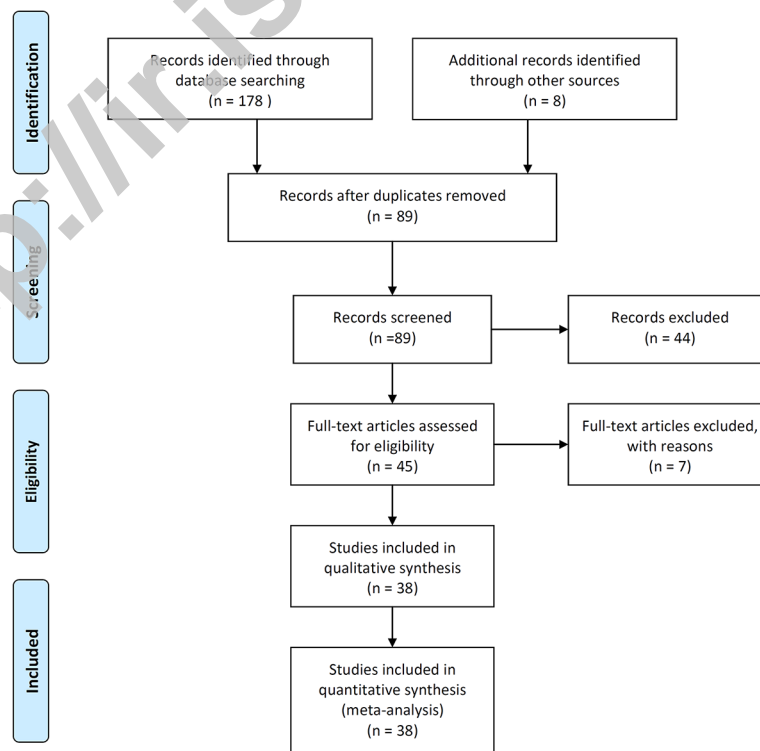 Identification
Records identified through
database searching
(n = 178 )
Additional records identified
through other sources
(n = 8)
Records after duplicates removed
(n = 89)
Screening
Records screened
(n =89)
Records excluded
(n = 44)
Eligibility
Full-text articles assessed
for eligibility
(n = 45)
Full-text articles excluded,
with reasons
(n = 7)
Studies included in
qualitative synthesis
(n = 38)
Included
Studies included in
quantitative synthesis
(meta-analysis)
(n = 38)
p://ir.is